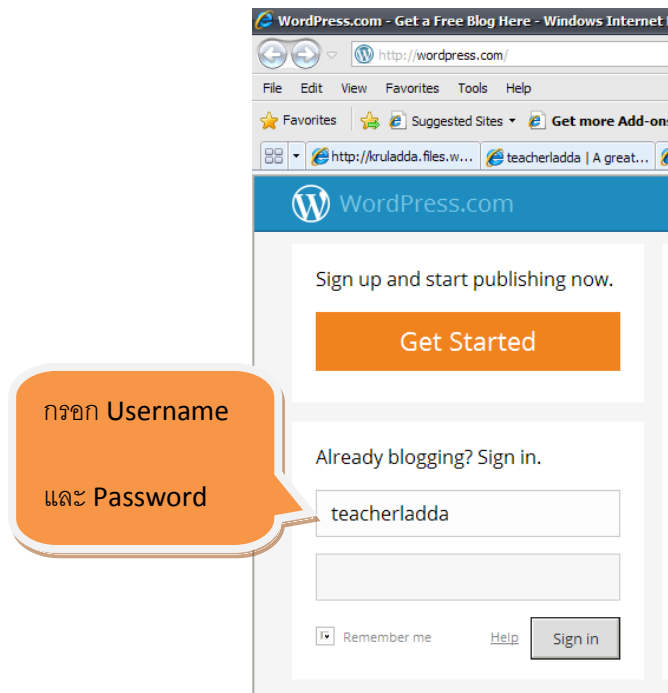 WordPress.com - Get a Free Blog Here - Windows Internet
http://wordpress.com/
File Edit View Favorites Tools Help
Favorites Suggested Sites Get more Add-ons
http://kruladda.files.w... teacherladda | A great...
WordPress.com
Sign up and start publishing now.
Get Started
กรอก Username
และ Password
Already blogging? Sign in.
teacherladda
Remember me Help Sign in